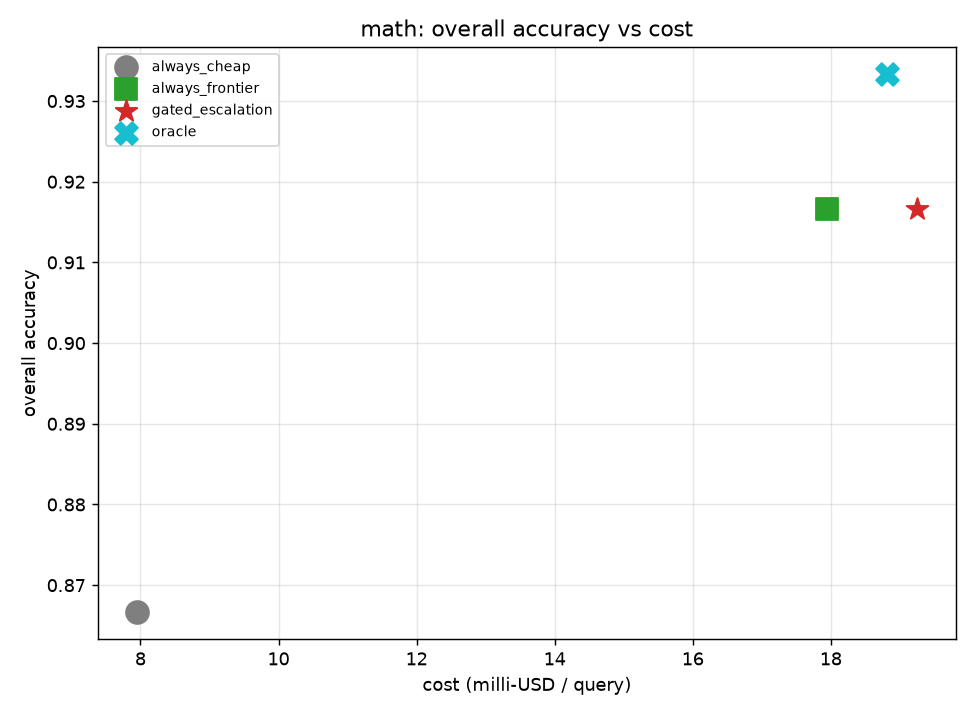 math: overall accuracy vs cost
always_cheap
always_frontier
gated_escalation
oracle
overall accuracy
0.93
0.92
0.91
0.90
0.89
0.88
0.87
8 10 12 14 16 18
cost (milli-USD / query)